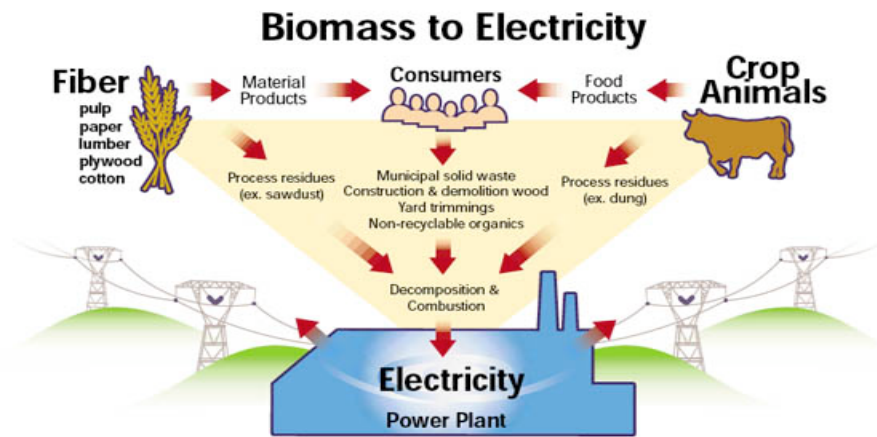 Biomass to Electricity
Fiber
pulp
paper
lumber
plywood
cotton
Material
Products
Consumers
Food
Products
Crop
Animals
Process residues
(ex. sawdust)
Municipal solid waste
Construction & demolition wood
Yard trimmings
Non-recyclable organics
Process residues
(ex. dung)
Decomposition &
Combustion
Electricity
Power Plant